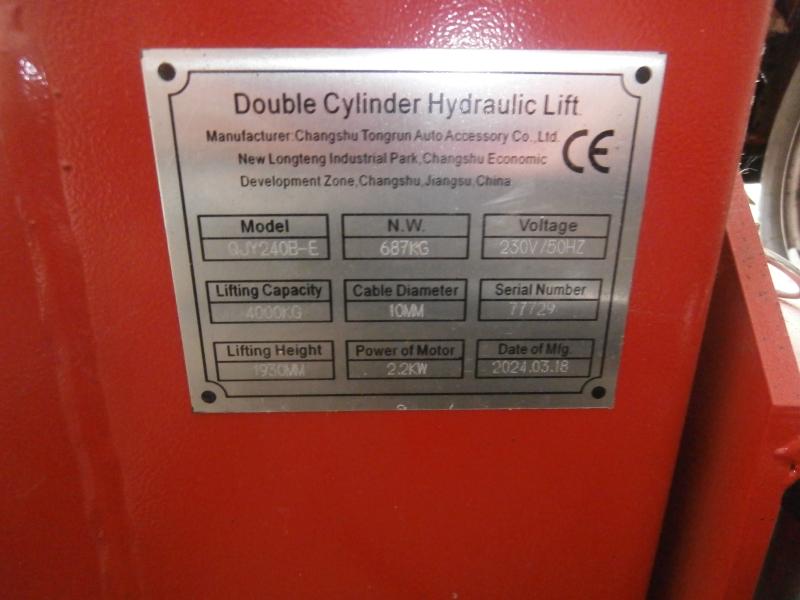 Double Cylinder Hydraulic Lift
Manufacturer:Changshu Tongrun Auto Accessory Co.,Ltd.
New Longteng Industrial Park,Changshu Economic
Development Zone,Changshu,Jiangsu,China
CE
Model N.W. Voltage
QJY240B-E 687KG 230V/50HZ
Lifting Capacity Cable Diameter Serial Number
4000KG 10MM 77729
Lifting Height Power of Motor Date of Mfg.
1930MM 2.2KW 2024.03.18